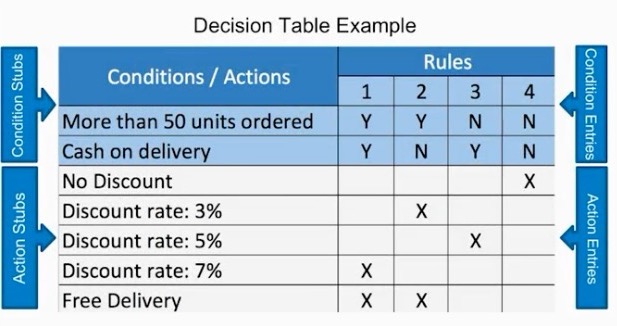 Decision Table Example
Condition Stubs
Action Stubs
Conditions / Actions
Rules
1 2 3 4
More than 50 units ordered Y Y N N
Cash on delivery Y N Y N
No Discount X
Discount rate: 3% X
Discount rate: 5% X
Discount rate: 7% X
Free Delivery X X
Condition Entries
Action Entries